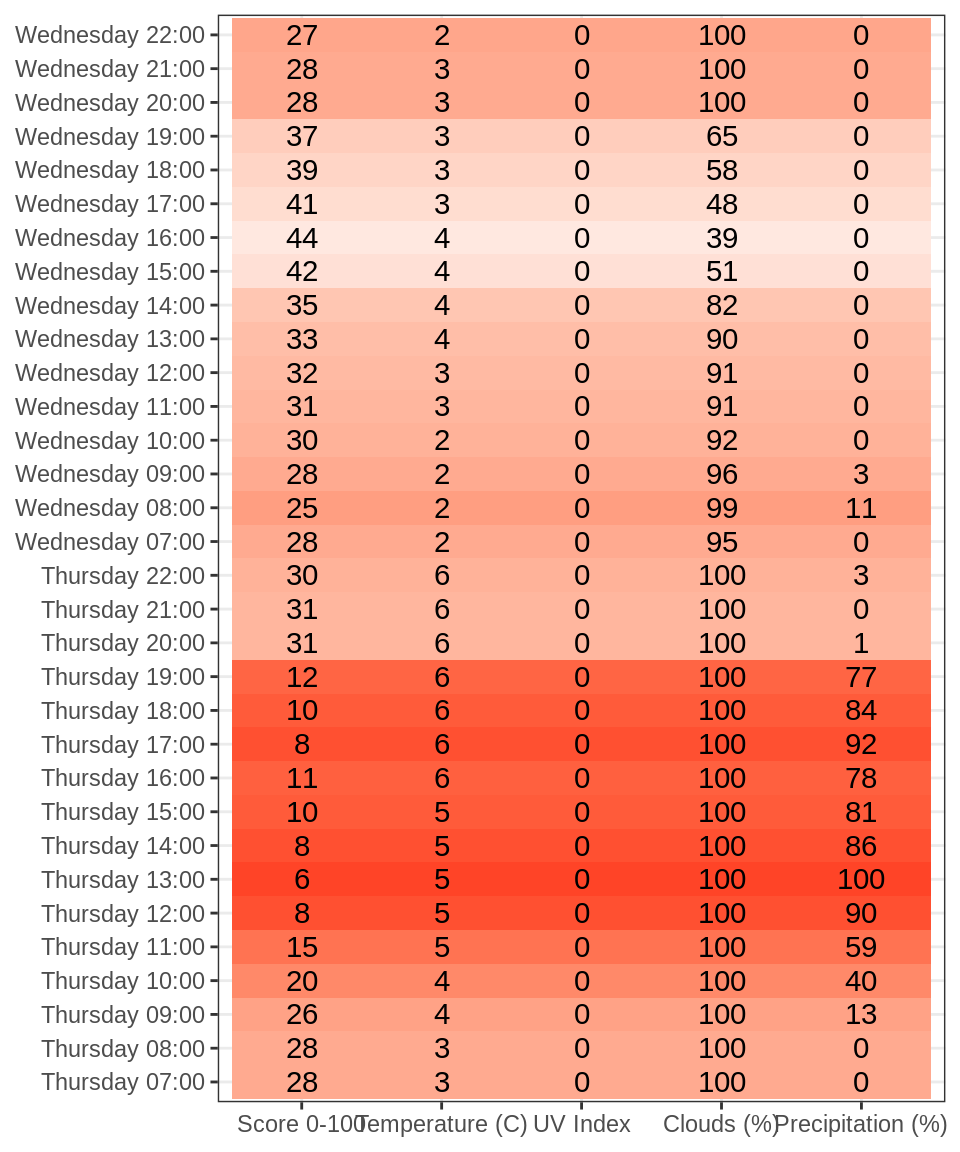 Wednesday 22:00 27 2 0 100 0
Wednesday 21:00 28 3 0 100 0
Wednesday 20:00 28 3 0 100 0
Wednesday 19:00 37 3 0 65 0
Wednesday 18:00 39 3 0 58 0
Wednesday 17:00 41 3 0 48 0
Wednesday 16:00 44 4 0 39 0
Wednesday 15:00 42 4 0 51 0
Wednesday 14:00 35 4 0 82 0
Wednesday 13:00 33 4 0 90 0
Wednesday 12:00 32 3 0 91 0
Wednesday 11:00 31 3 0 91 0
Wednesday 10:00 30 2 0 92 0
Wednesday 09:00 28 2 0 96 3
Wednesday 08:00 25 2 0 99 11
Wednesday 07:00 28 2 0 95 0
Thursday 22:00 30 6 0 100 3
Thursday 21:00 31 6 0 100 0
Thursday 20:00 31 6 0 100 1
Thursday 19:00 12 6 0 100 77
Thursday 18:00 10 6 0 100 84
Thursday 17:00 8 6 0 100 92
Thursday 16:00 11 6 0 100 78
Thursday 15:00 10 5 0 100 81
Thursday 14:00 8 5 0 100 86
Thursday 13:00 6 5 0 100 100
Thursday 12:00 8 5 0 100 90
Thursday 11:00 15 5 0 100 59
Thursday 10:00 20 4 0 100 40
Thursday 09:00 26 4 0 100 13
Thursday 08:00 28 3 0 100 0
Thursday 07:00 28 3 0 100 0
Score 0-100 Temperature (C) UV Index Clouds (%) Precipitation (%)